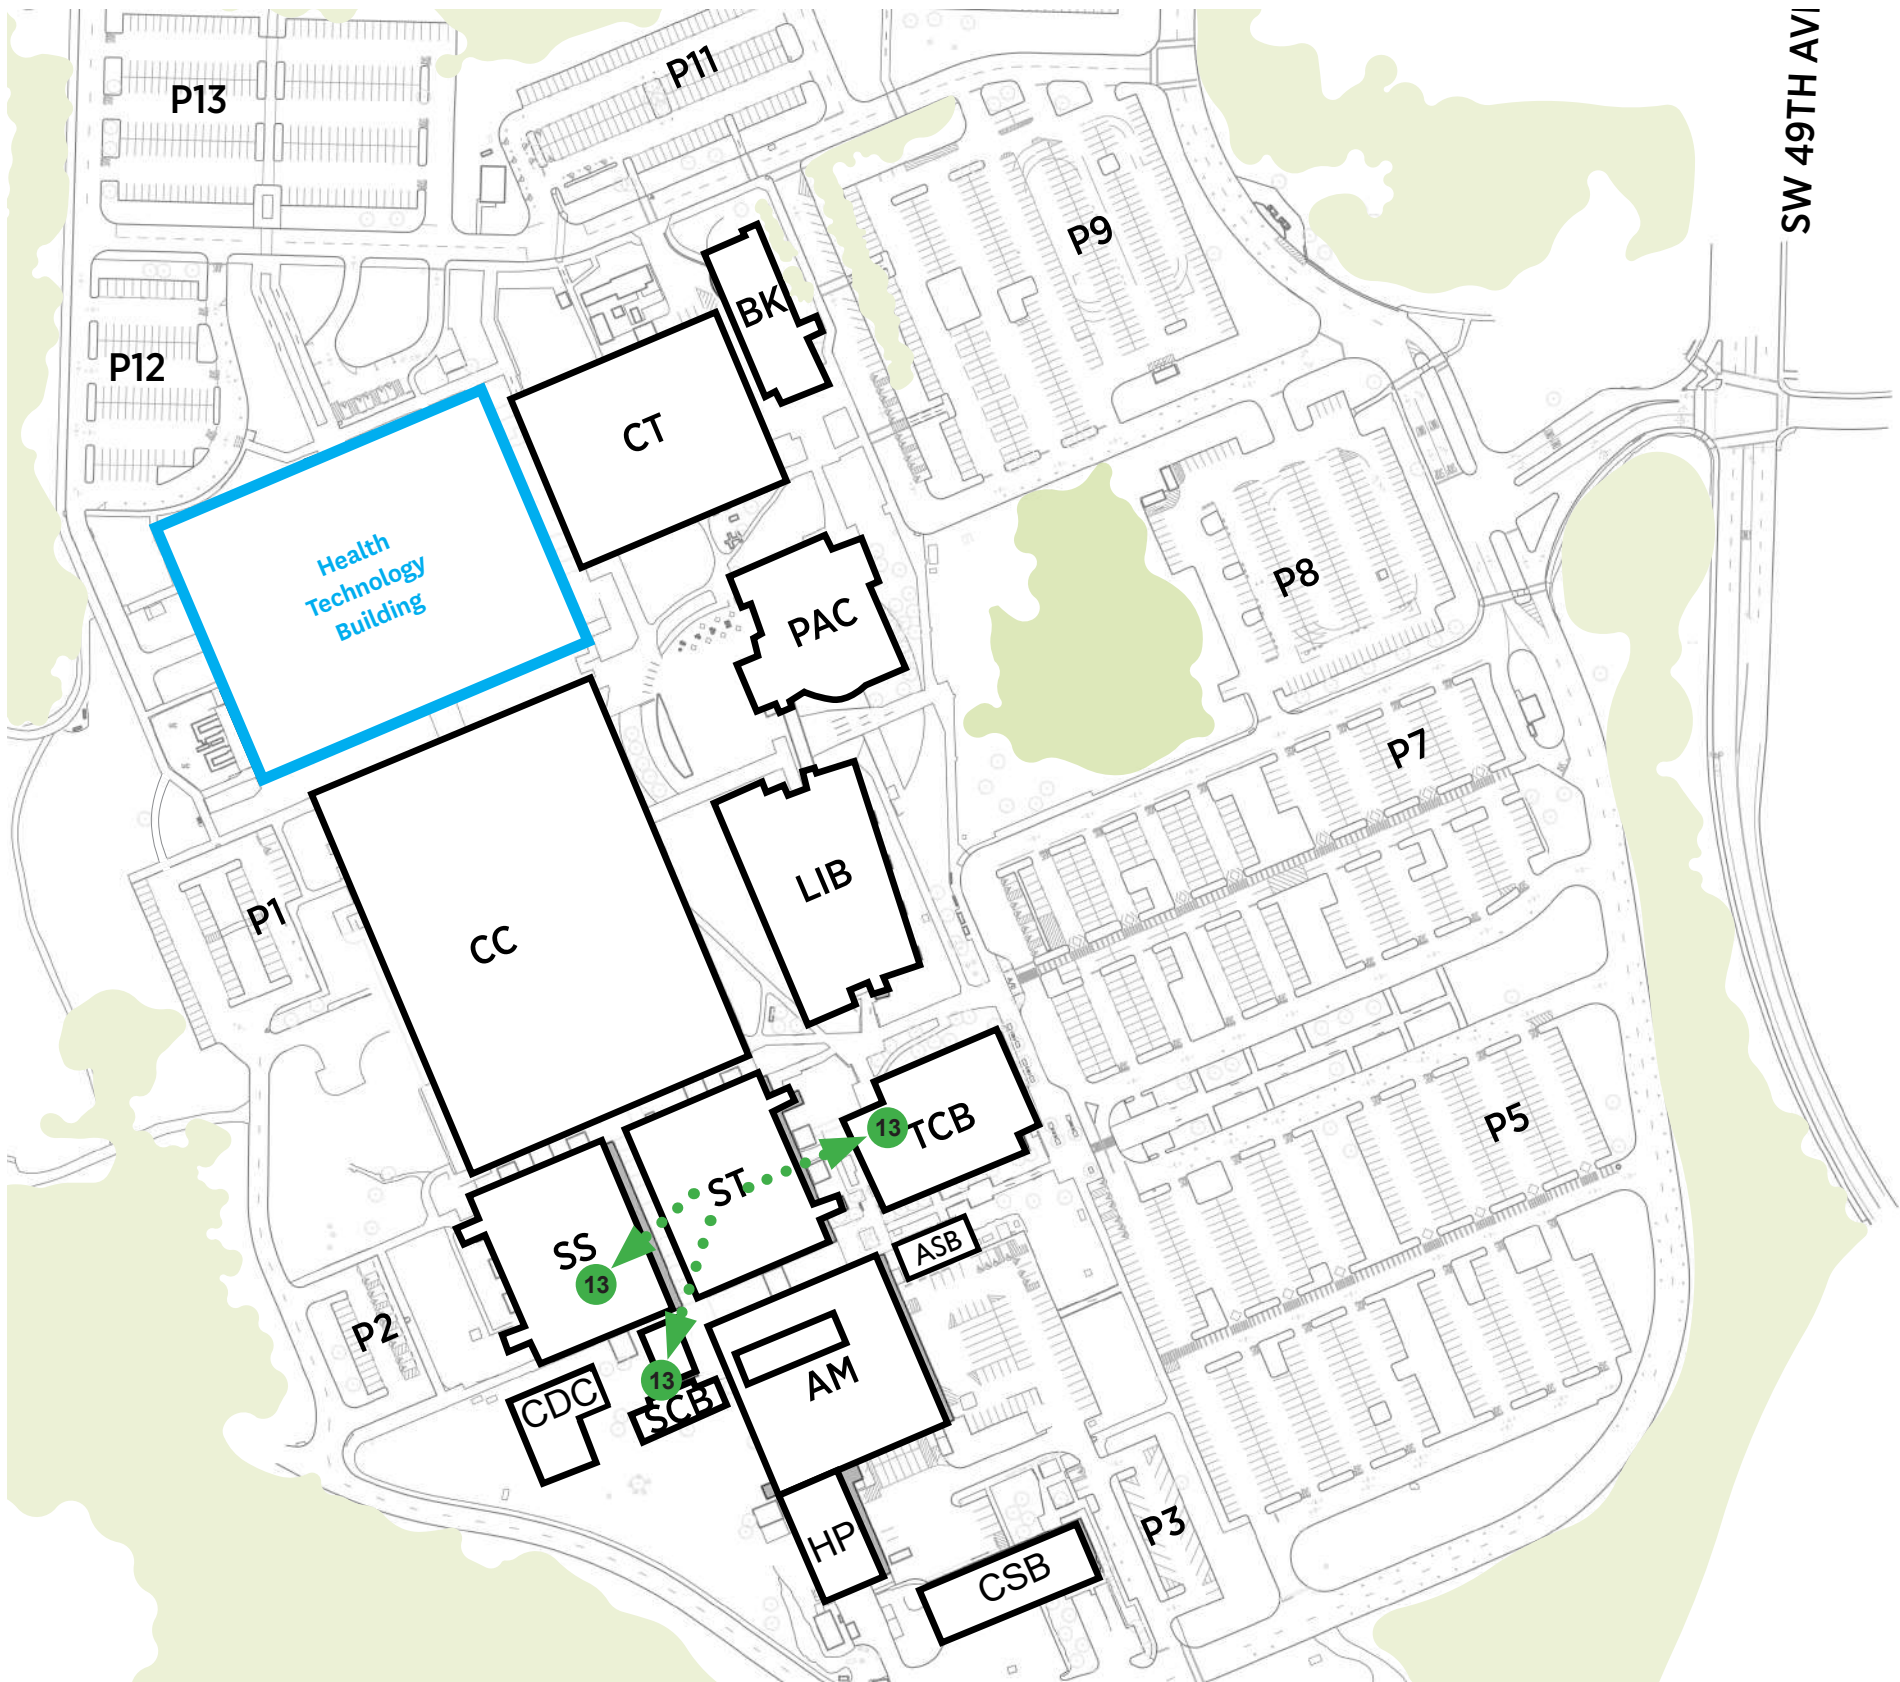 SW 49TH AVE
P11
P13
P9
BK
P12
CT
Health
Technology
Building
P8
PAC
P7
LIB
P1
CC
13
TCB
P5
ST
SS
ASB
13
P2
AM
13
CDC
SCB
P3
HP
CSB